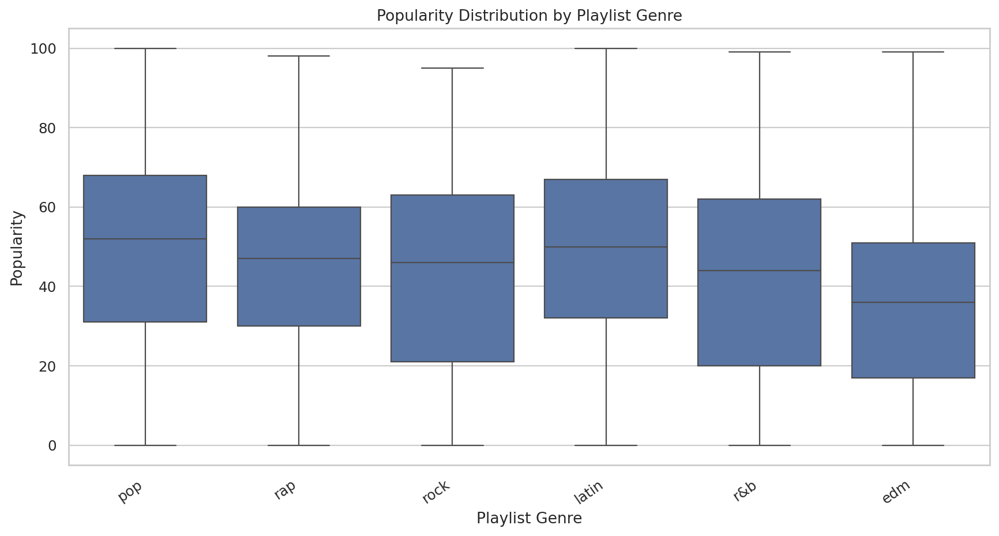 Popularity Distribution by Playlist Genre
100
80
60
40
20
0
Popularity
pop
rap
rock
latin
r&b
edm
Playlist Genre